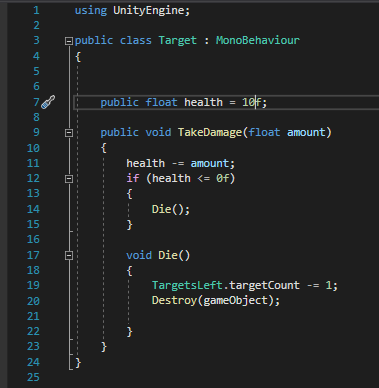 1 using UnityEngine;
2
3 public class Target : MonoBehaviour
4 {
5
6
7 public float health = 10f;
8
9 public void TakeDamage(float amount)
10 {
11 health -= amount;
12 if (health <= 0f)
13 {
14 Die();
15 }
16
17 void Die()
18 {
19 TargetsLeft.targetCount -= 1;
20 Destroy(gameObject);
21
22 }
23 }
24 }
25